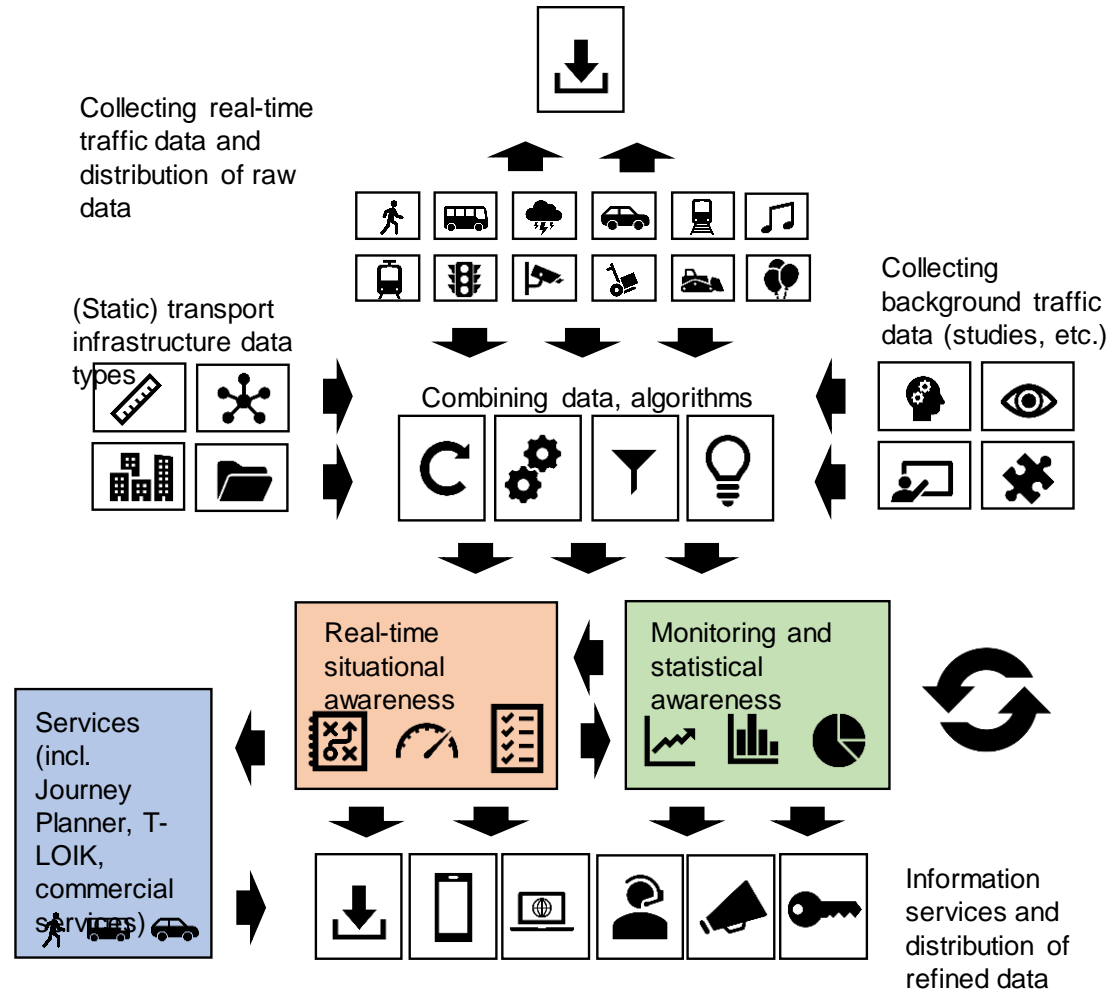 Collecting real-time
traffic data and
distribution of raw
data
(Static) transport
infrastructure data
types
Collecting
background traffic
data (studies, etc.)
Combining data, algorithms
Real-time
situational
awareness
Monitoring and
statistical
awareness
Services
(incl.
Journey
Planner, T-
LOIK,
commercial
services)
Information
services and
distribution of
refined data